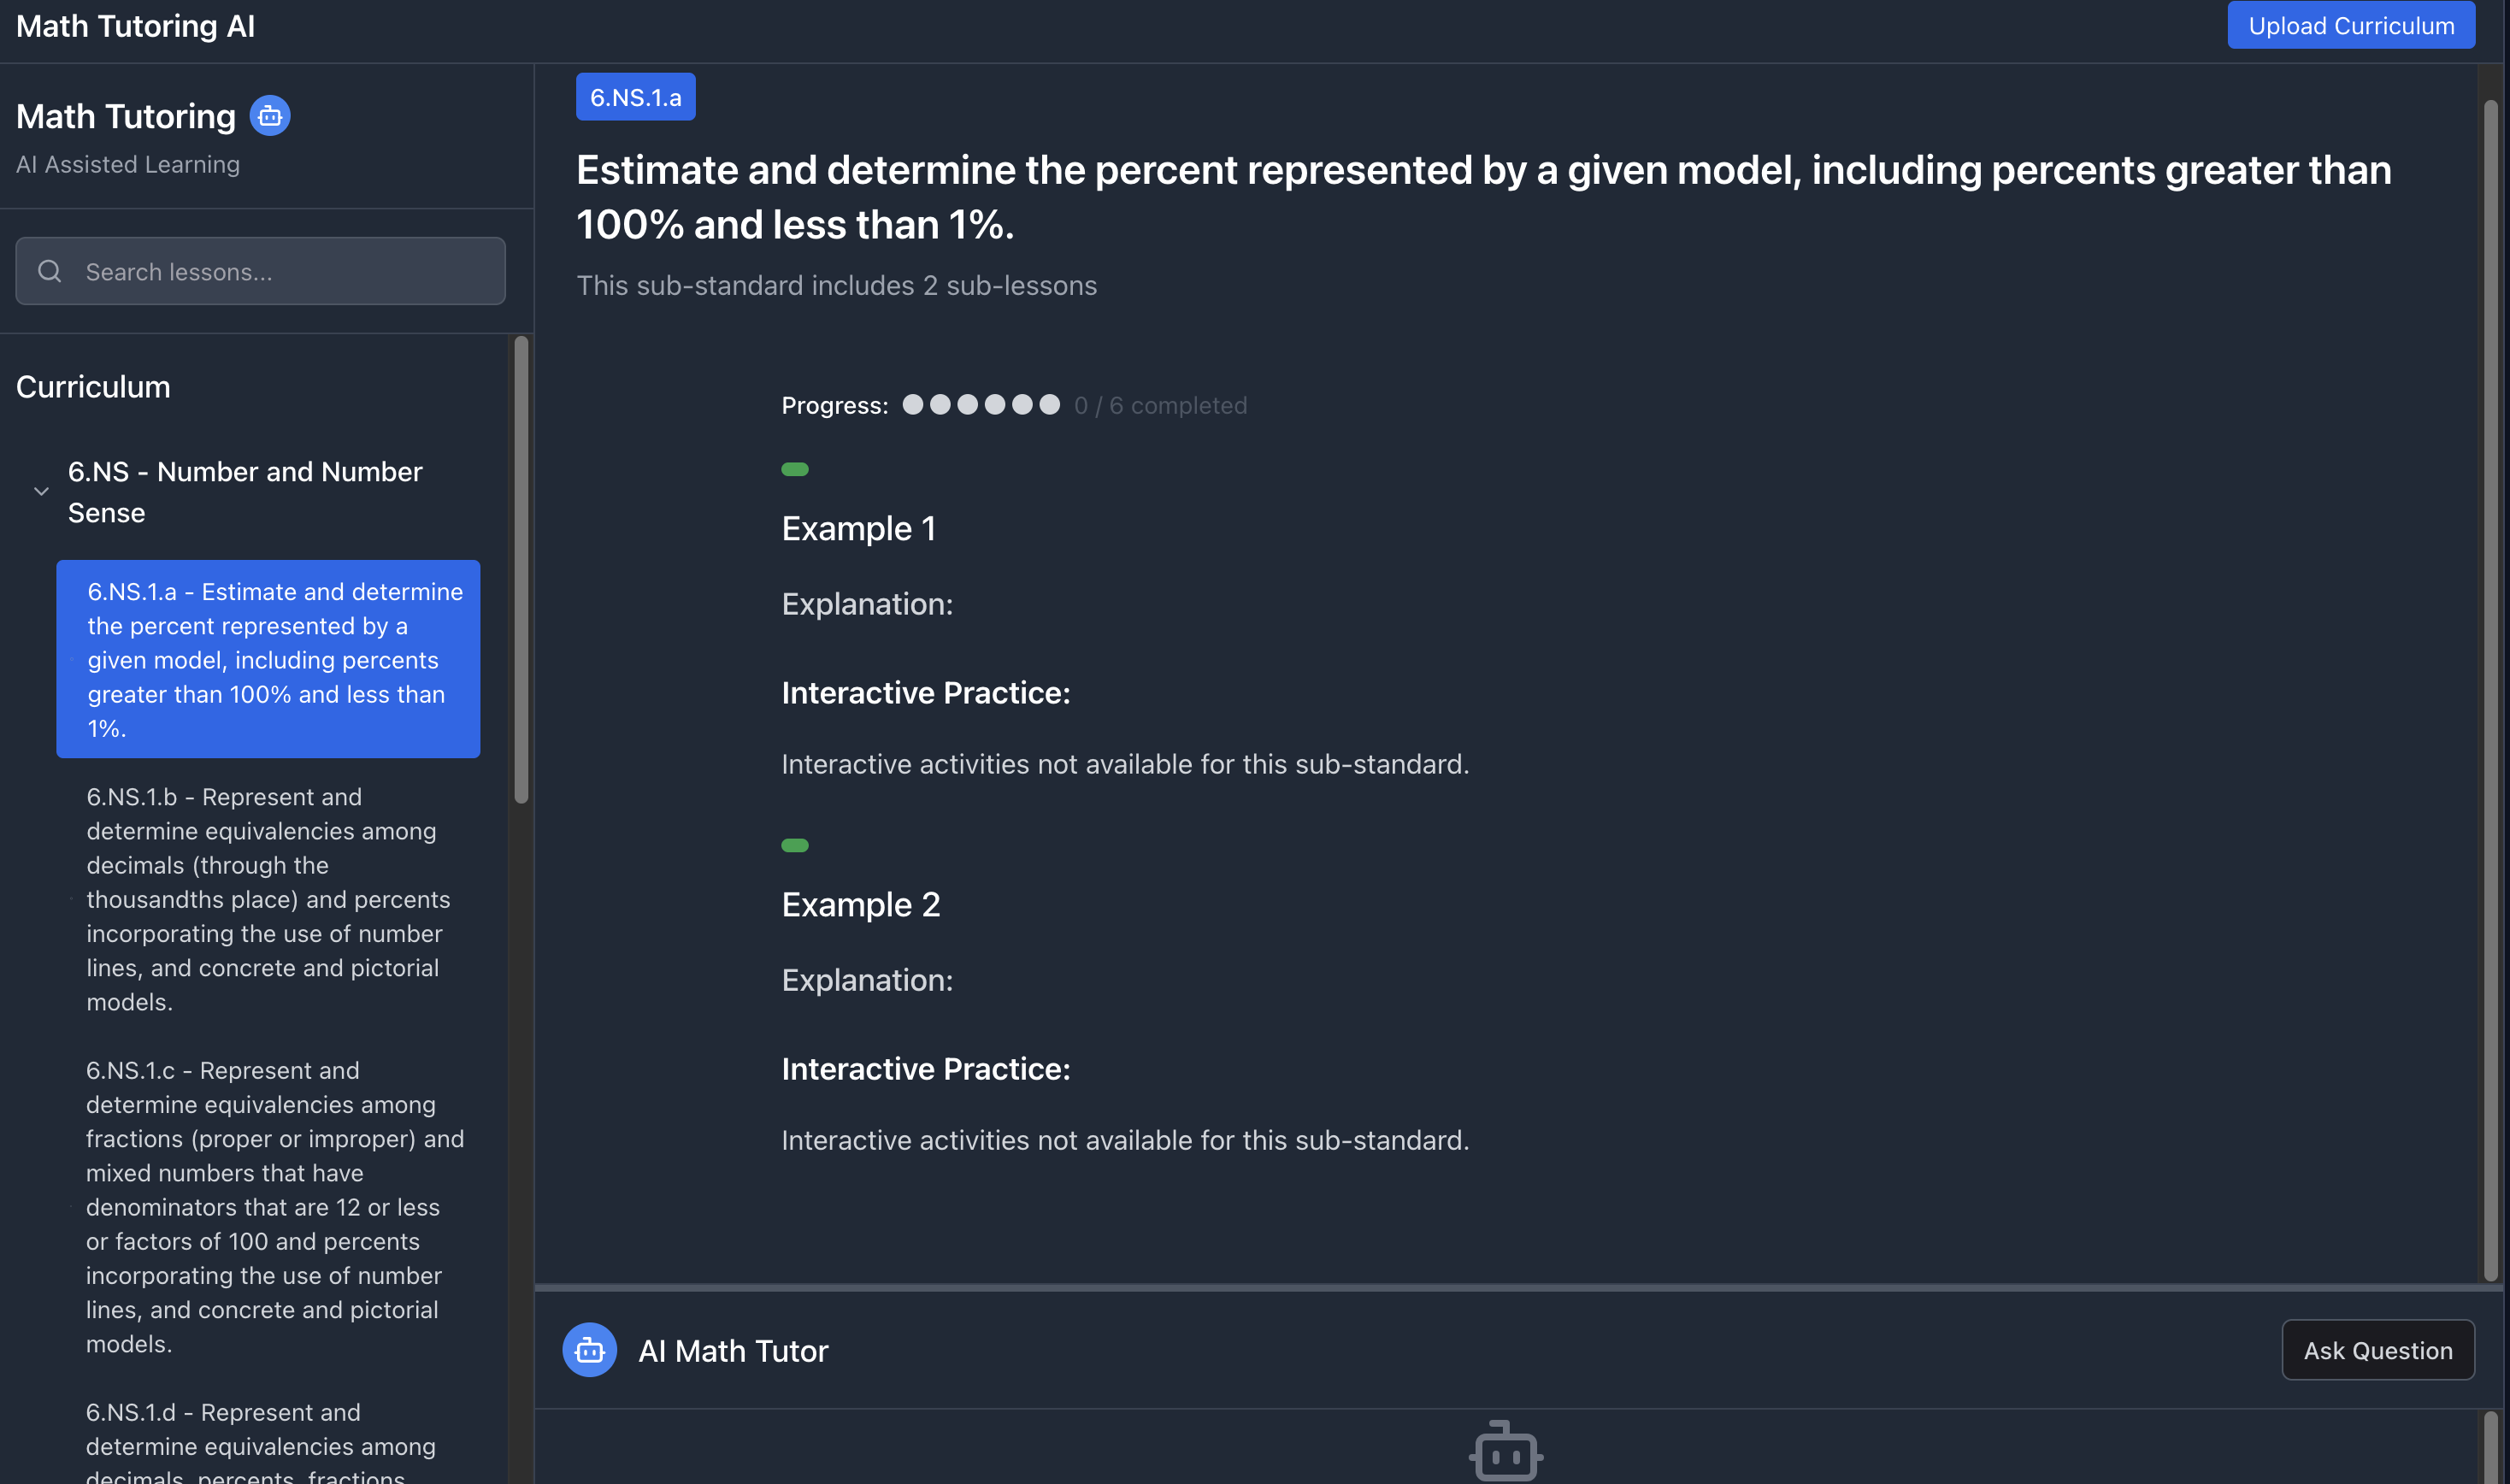 Math Tutoring AI
Upload Curriculum
Math Tutoring
AI Assisted Learning
Search lessons...
Curriculum
6.NS - Number and Number
Sense
6.NS.1.a - Estimate and determine
the percent represented by a
given model, including percents
greater than 100% and less than
1%.
6.NS.1.b - Represent and
determine equivalencies among
decimals (through the
thousandths place) and percents
incorporating the use of number
lines, and concrete and pictorial
models.
6.NS.1.c - Represent and
determine equivalencies among
fractions (proper or improper) and
mixed numbers that have
denominators that are 12 or less
or factors of 100 and percents
incorporating the use of number
lines, and concrete and pictorial
models.
6.NS.1.d - Represent and
determine equivalencies among
decimals, percents, fractions
6.NS.1.a
Estimate and determine the percent represented by a given model, including percents greater than
100% and less than 1%.
This sub-standard includes 2 sub-lessons
Progress: 0 / 6 completed
Example 1
Explanation:
Interactive Practice:
Interactive activities not available for this sub-standard.
Example 2
Explanation:
Interactive Practice:
Interactive activities not available for this sub-standard.
AI Math Tutor
Ask Question